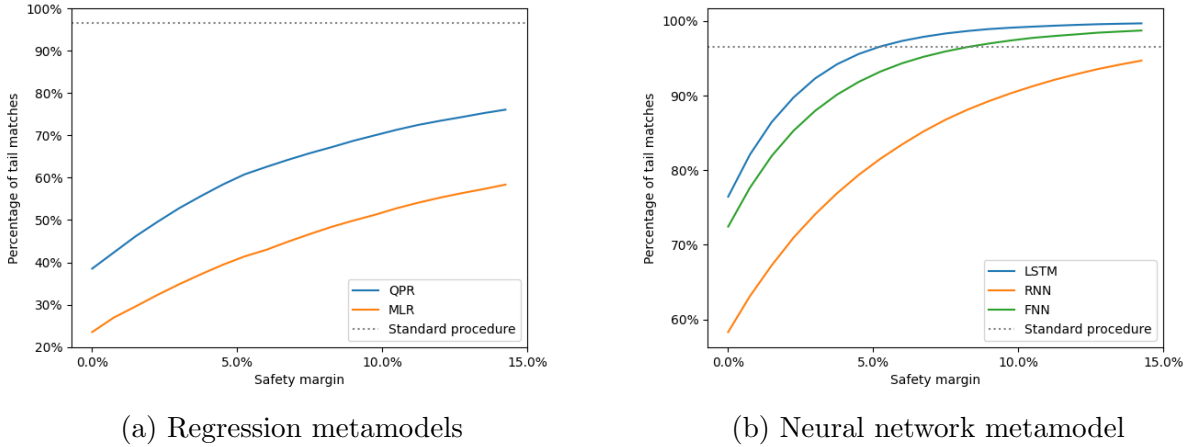 100%
90%
80%
70%
60%
50%
40%
30%
20%
Percentage of tail matches
0.0%
5.0%
10.0%
15.0%
Safety margin
QPR
MLR
Standard procedure
(a) Regression metamodels
100%
90%
80%
70%
60%
Percentage of tail matches
0.0%
5.0%
10.0%
15.0%
Safety margin
LSTM
RNN
FNN
Standard procedure
(b) Neural network metamodel